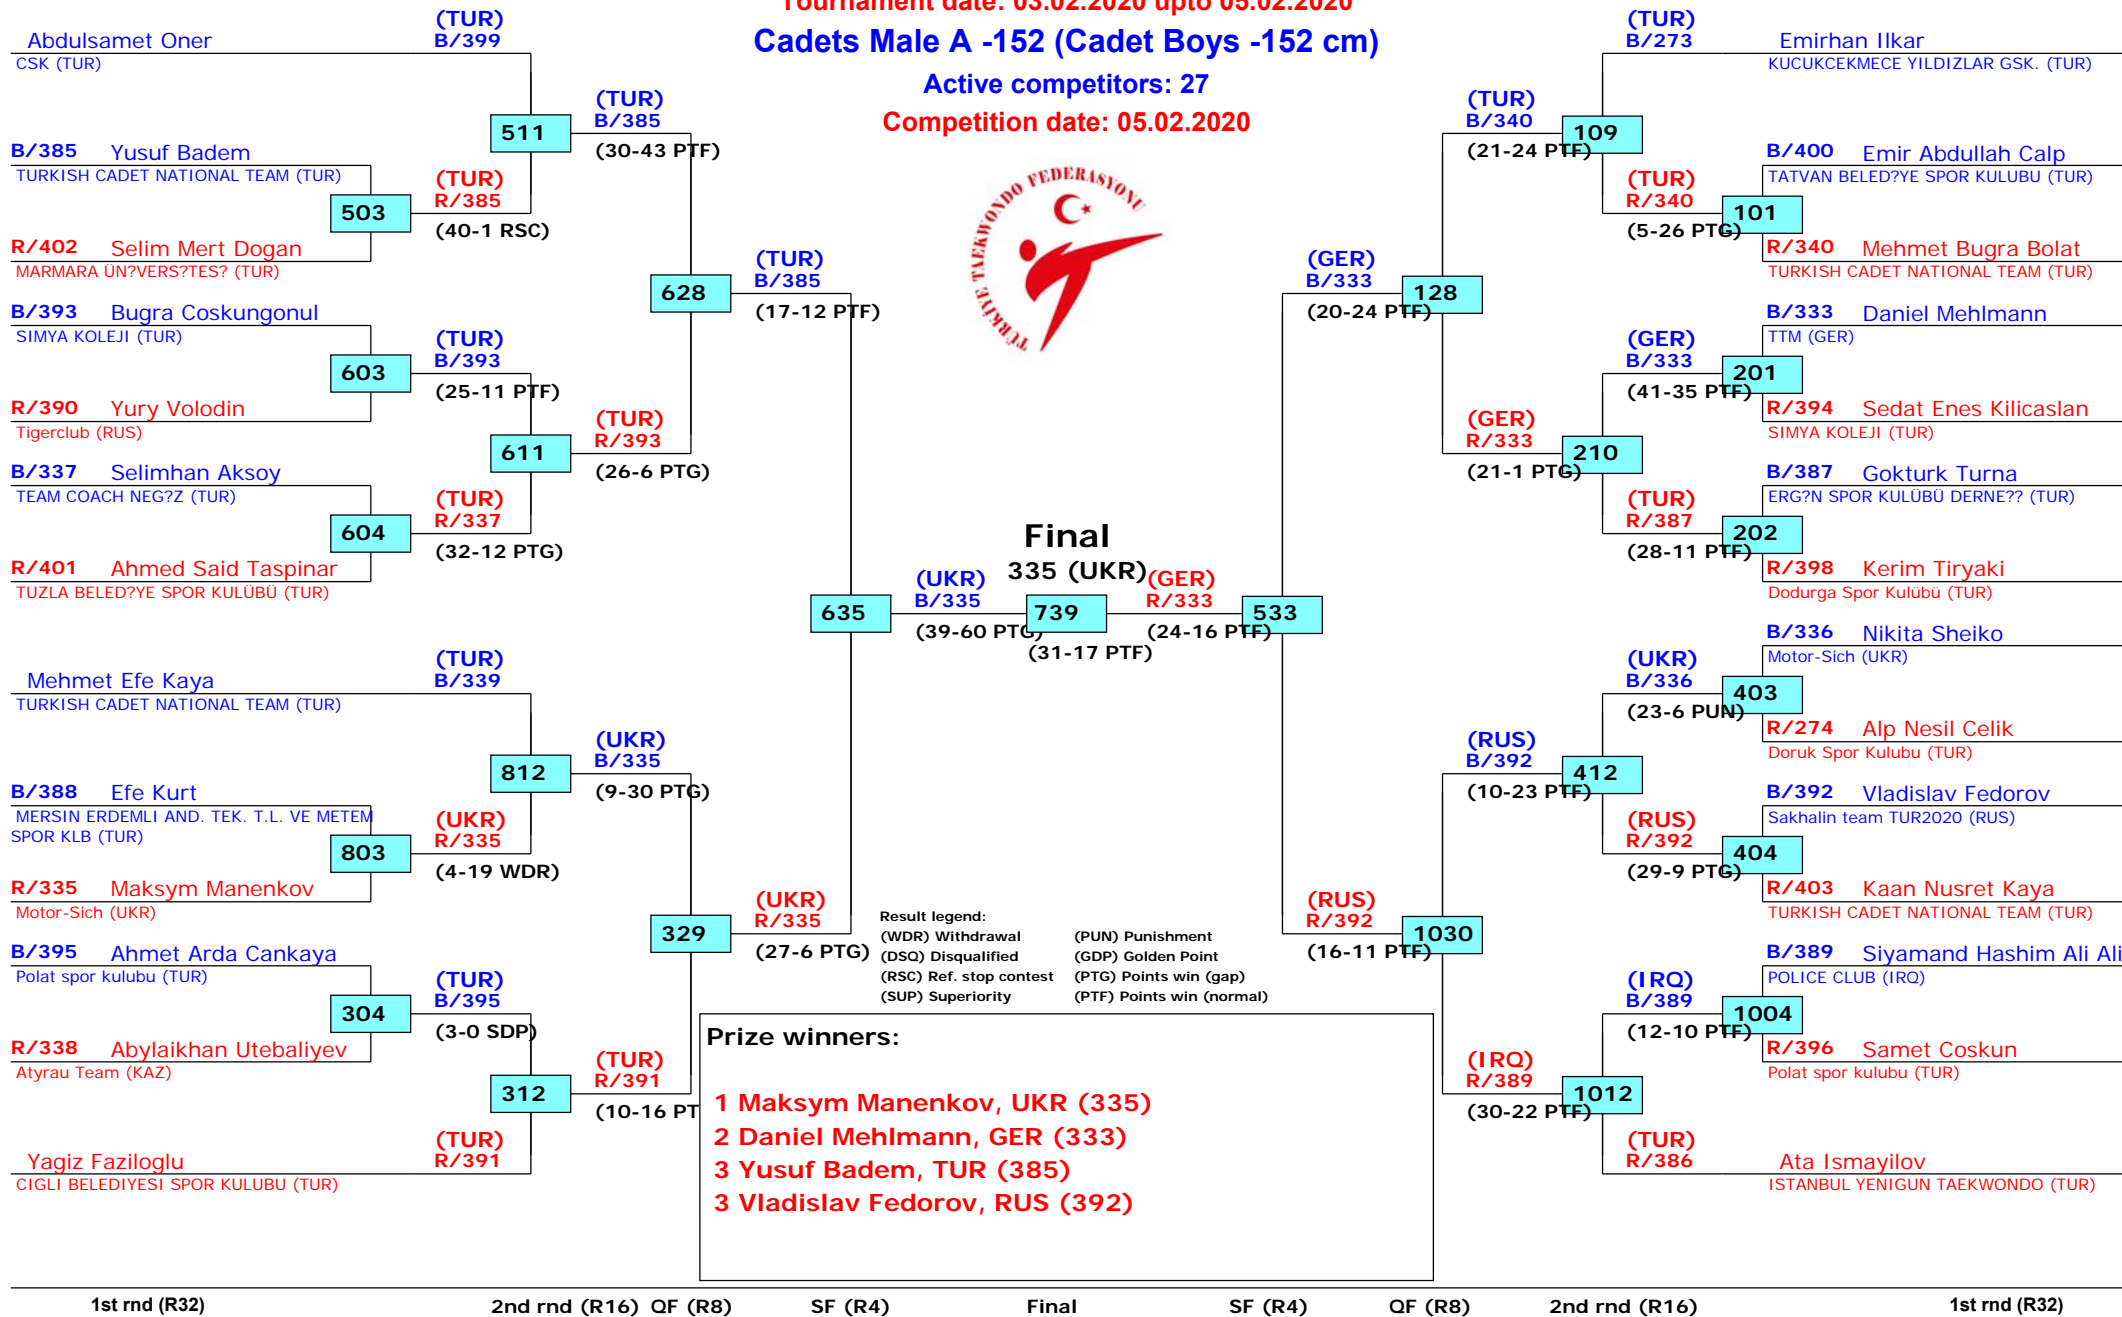 Tournament date: 03.02.2020 upto 05.02.2020
Cadets Male A -152 (Cadet Boys -152 cm)
Active competitors: 27
Competition date: 05.02.2020
TÜRKİYE TAEKWONDO FEDERASYONU
(TUR)
B/399
Abdulsamet Oner
CSK (TUR)
B/385 Yusuf Badem
TURKISH CADET NATIONAL TEAM (TUR)
503
R/402 Selim Mert Dogan
MARMARA ÜN?VERS?TES? (TUR)
B/393 Bugra Coskungonul
SIMYA KOLEJI (TUR)
603
R/390 Yury Volodin
Tigerclub (RUS)
B/337 Selimhan Aksoy
TEAM COACH NEG?Z (TUR)
604
R/401 Ahmed Said Taspinar
TUZLA BELED?YE SPOR KULÜBÜ (TUR)
(TUR)
B/339
Mehmet Efe Kaya
TURKISH CADET NATIONAL TEAM (TUR)
B/388 Efe Kurt
MERSIN ERDEMLI AND. TEK. T.L. VE METEM
SPOR KLB (TUR)
803
R/335 Maksym Manenkov
Motor-Sich (UKR)
B/395 Ahmet Arda Cankaya
Polat spor kulubu (TUR)
304
R/338 Abylaikhan Utebaliyev
Atyrau Team (KAZ)
(TUR)
R/391
Yagiz Faziloglu
CIGLI BELEDIYESI SPOR KULUBU (TUR)
(TUR)
R/385
(40-1 RSC)
511
(TUR)
B/393
(25-11 PTF)
611
(TUR)
R/337
(32-12 PTG)
(UKR)
R/335
(4-19 WDR)
812
(TUR)
B/395
(3-0 SDP)
312
(TUR)
B/385
(30-43 PTF)
628
(TUR)
R/393
(26-6 PTG)
(UKR)
B/335
(9-30 PTG)
329
(TUR)
R/391
(10-16 PT
(TUR)
B/385
(17-12 PTF)
635
(UKR)
R/335
(27-6 PTG)
Final
335 (UKR)
(UKR)
B/335
(39-60 PTG)
739
(31-17 PTF)
(GER)
R/333
(24-16 PTF)
533
(GER)
B/333
(20-24 PTF)
128
(RUS)
R/392
(16-11 PTF)
1030
(TUR)
B/340
(21-24 PTF)
109
(GER)
R/333
(21-1 PTG)
210
(RUS)
B/392
(10-23 PTF)
412
(IRQ)
R/389
(30-22 PTF)
1012
(TUR)
B/273
Emirhan Ilkar
KUCUKCEKMECE YILDIZLAR GSK. (TUR)
(TUR)
R/340
(5-26 PTG)
B/400 Emir Abdullah Calp
TATVAN BELED?YE SPOR KULUBU (TUR)
101
R/340 Mehmet Bugra Bolat
TURKISH CADET NATIONAL TEAM (TUR)
(GER)
B/333
(41-35 PTF)
B/333 Daniel Mehlmann
TTM (GER)
201
R/394 Sedat Enes Kilicaslan
SIMYA KOLEJI (TUR)
(TUR)
R/387
(28-11 PTF)
B/387 Gokturk Turna
ERG?N SPOR KULÜBÜ DERNE?? (TUR)
202
R/398 Kerim Tiryaki
Dodurga Spor Kulübü (TUR)
(UKR)
B/336
(23-6 PUN)
B/336 Nikita Sheiko
Motor-Sich (UKR)
403
R/274 Alp Nesil Celik
Doruk Spor Kulubu (TUR)
(RUS)
R/392
(29-9 PTG)
B/392 Vladislav Fedorov
Sakhalin team TUR2020 (RUS)
404
R/403 Kaan Nusret Kaya
TURKISH CADET NATIONAL TEAM (TUR)
(IRQ)
B/389
(12-10 PTF)
B/389 Siyamand Hashim Ali Ali
POLICE CLUB (IRQ)
1004
R/396 Samet Coskun
Polat spor kulubu (TUR)
(TUR)
R/386
Ata Ismayilov
ISTANBUL YENIGUN TAEKWONDO (TUR)
Result legend:
(WDR) Withdrawal (PUN) Punishment
(DSQ) Disqualified (GDP) Golden Point
(RSC) Ref. stop contest (PTG) Points win (gap)
(SUP) Superiority (PTF) Points win (normal)
Prize winners:
1 Maksym Manenkov, UKR (335)
2 Daniel Mehlmann, GER (333)
3 Yusuf Badem, TUR (385)
3 Vladislav Fedorov, RUS (392)
1st rnd (R32) 2nd rnd (R16) QF (R8) SF (R4) Final SF (R4) QF (R8) 2nd rnd (R16) 1st rnd (R32)